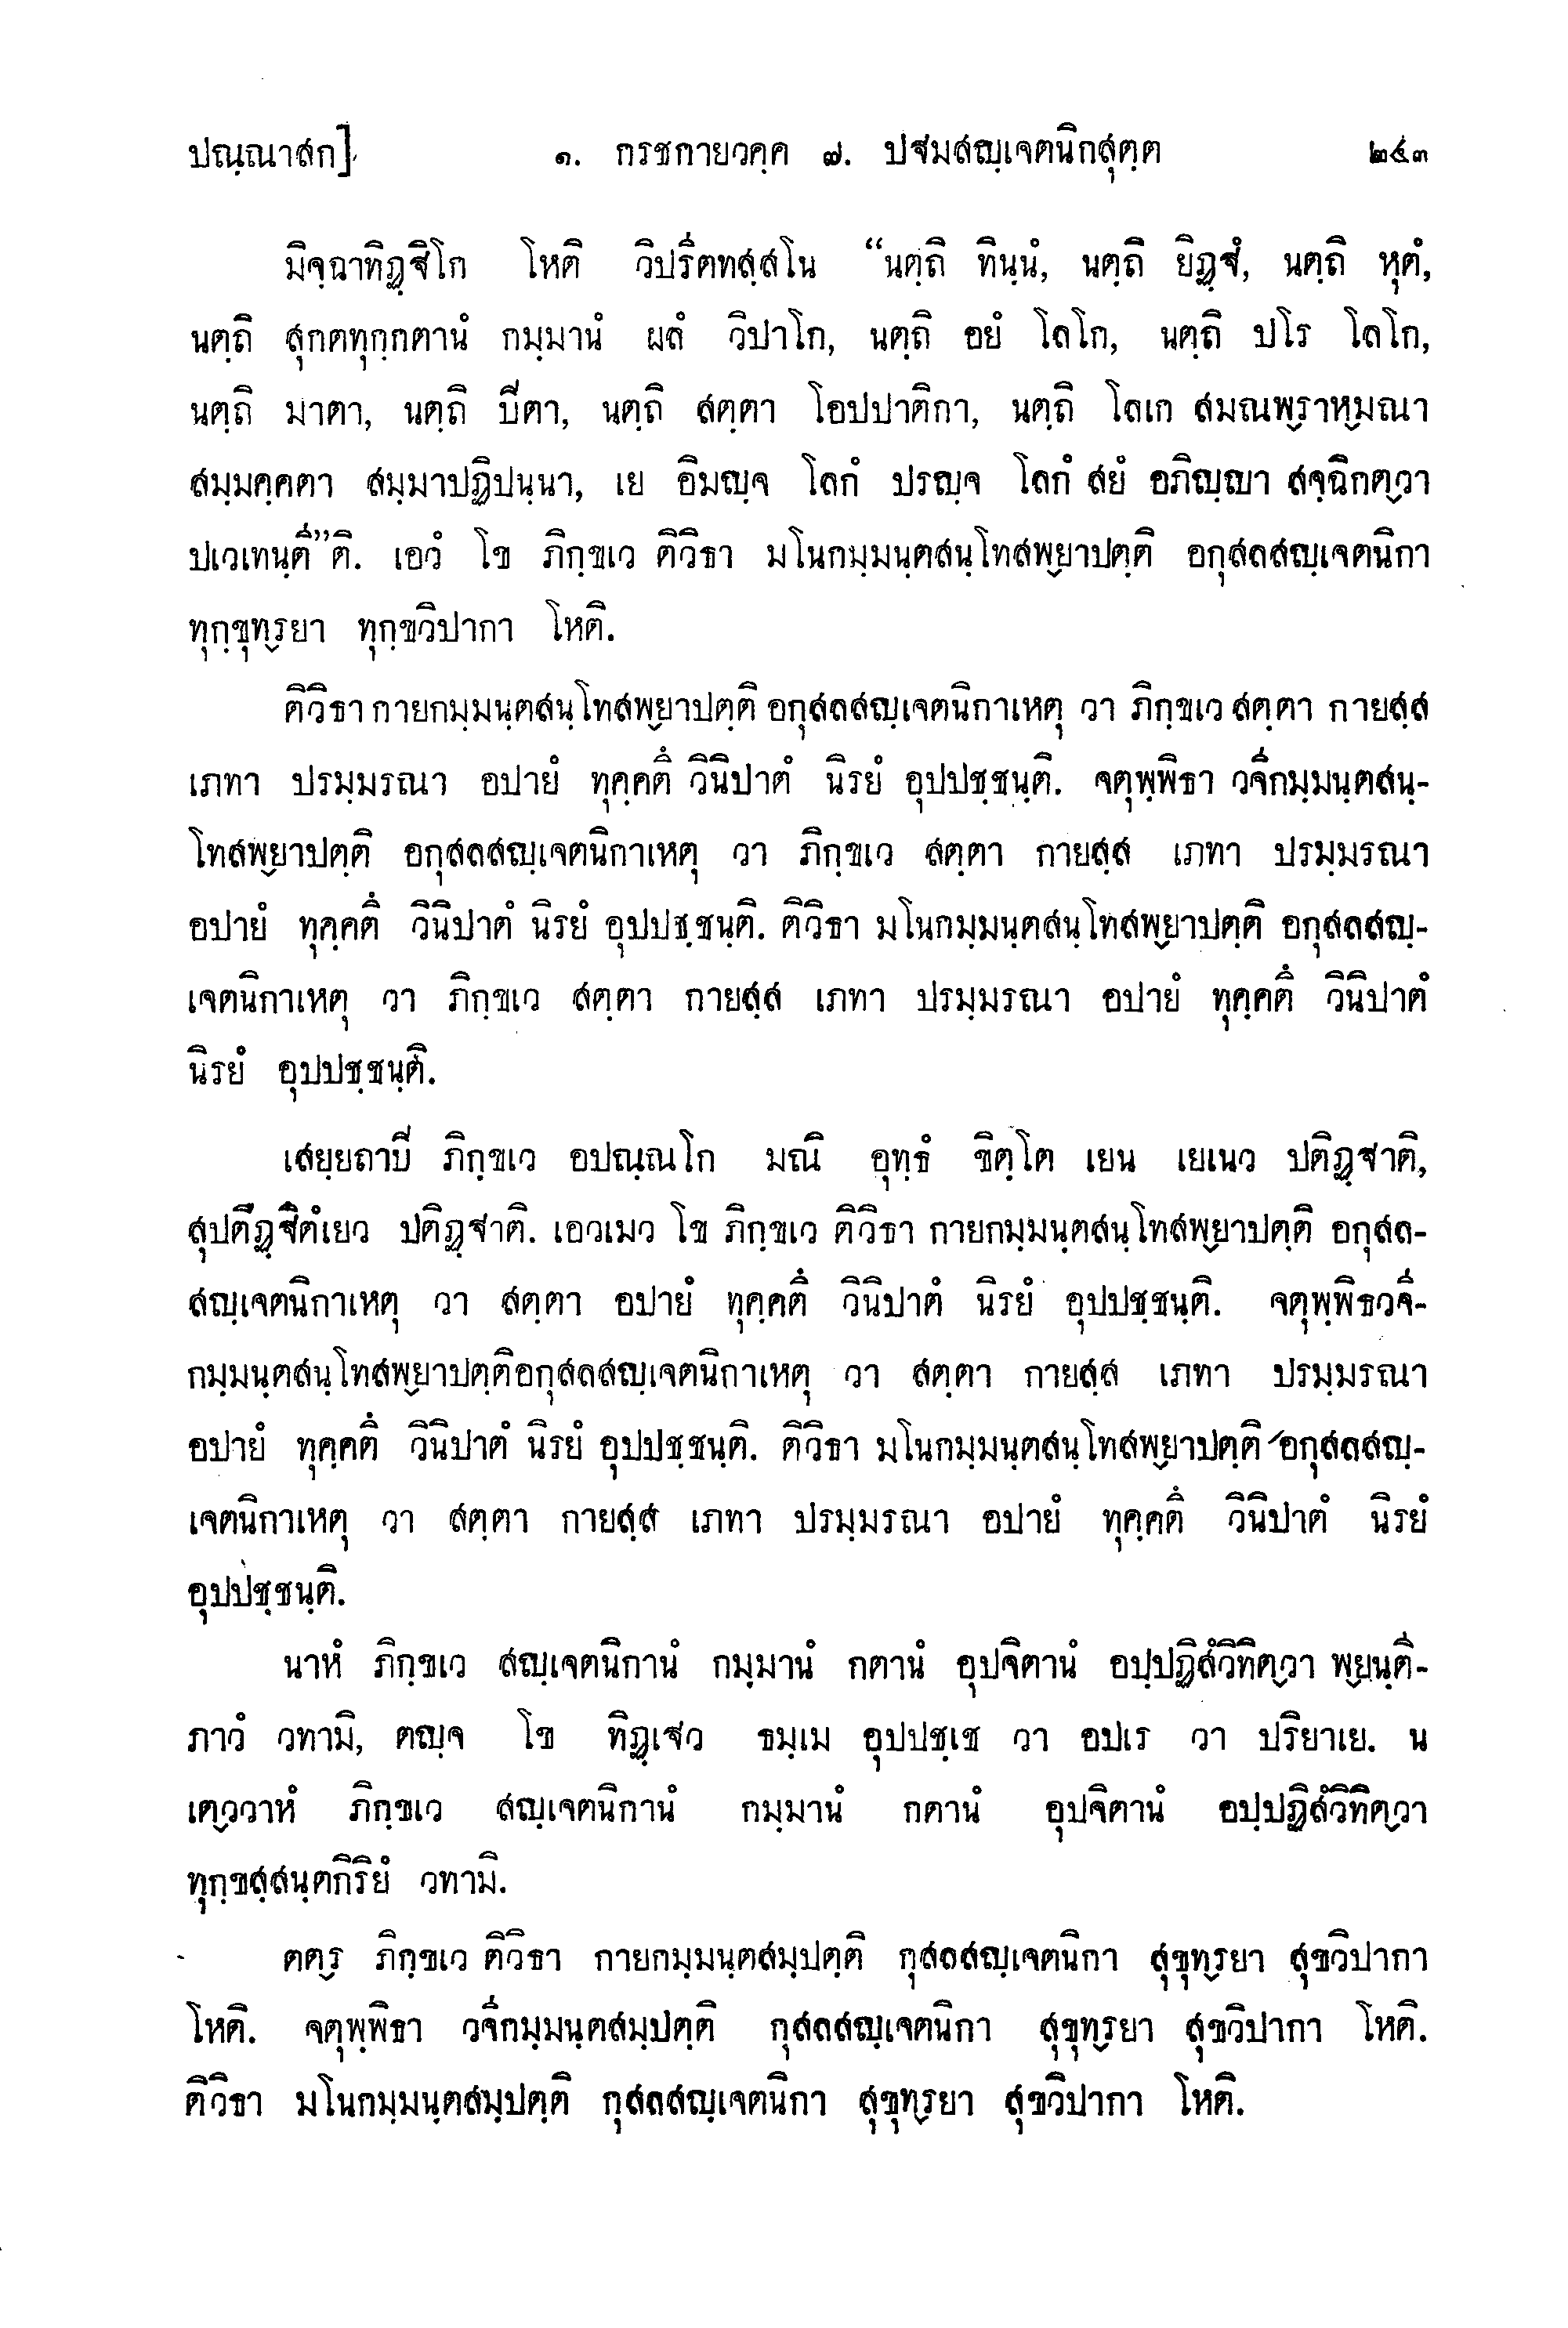 ปณฺณาสก] ๑. กรชกายวคฺค ๗. ปฐมสญฺเจตนิกสุตฺต ๒๕๓
มิจฺฉาทิฏฺฐิโก โหติ วิปรีตทสฺสโน “นตฺถิ ทินฺนํ, นตฺถิ ยิฏฺฐํ, นตฺถิ หุตํ,
นตฺถิ สุกตทุกฺกตานํ กมฺมานํ ผลํ วิปาโก, นตฺถิ อยํ โลโก, นตฺถิ ปโร โลโก,
นตฺถิ มาตา, นตฺถิ ปิตา, นตฺถิ สตฺตา โอปปาติกา, นตฺถิ โลเก สมณพฺราหฺมณา
สมฺมคฺคตา สมฺมาปฏิปนฺนา, เย อิมญฺจ โลกํ ปรญฺจ โลกํ สยํ อภิญฺญา สจฺฉิกตฺวา
ปเวเทนฺตี”ติ. เอวํ โข ภิกฺขเว ติวิธา มโนกมฺมนฺตสนฺโทสพฺยาปตฺติ อกุสลสญฺเจตนิกา
ทุกฺขุทฺรยา ทุกฺขวิปากา โหติ.
ติวิธา กายกมฺมนฺตสนฺโทสพฺยาปตฺติ อกุสลสญฺเจตนิกาเหตุ วา ภิกฺขเว สตฺตา กายสฺส
เภทา ปรมฺมรณา อปายํ ทุคฺคตึ วินิปาตํ นิรยํ อุปปชฺชนฺติ. จตุพฺพิธา วจีกมฺมนฺตสนฺ-
โทสพฺยาปตฺติ อกุสลสญฺเจตนิกาเหตุ วา ภิกฺขเว สตฺตา กายสฺส เภทา ปรมฺมรณา
อปายํ ทุคฺคตึ วินิปาตํ นิรยํ อุปปชฺชนฺติ. ติวิธา มโนกมฺมนฺตสนฺโทสพฺยาปตฺติ อกุสลสญฺ-
เจตนิกาเหตุ วา ภิกฺขเว สตฺตา กายสฺส เภทา ปรมฺมรณา อปายํ ทุคฺคตึ วินิปาตํ
นิรยํ อุปปชฺชนฺติ.
เสยฺยถาปิ ภิกฺขเว อปณฺณโก มณิ อุทฺธํ ขิตฺโต เยน เยเนว ปติฏฺฐาติ,
สุปติฏฺฐิตํเยว ปติฏฺฐาติ. เอวเมว โข ภิกฺขเว ติวิธา กายกมฺมนฺตสนฺโทสพฺยาปตฺติ อกุสล-
สญฺเจตนิกาเหตุ วา สตฺตา อปายํ ทุคฺคตึ วินิปาตํ นิรยํ อุปปชฺชนฺติ. จตุพฺพิธวจี-
กมฺมนฺตสนฺโทสพฺยาปตฺติอกุสลสญฺเจตนิกาเหตุ วา สตฺตา กายสฺส เภทา ปรมฺมรณา
อปายํ ทุคฺคตึ วินิปาตํ นิรยํ อุปปชฺชนฺติ. ติวิธา มโนกมฺมนฺตสนฺโทสพฺยาปตฺติ อกุสลสญฺ-
เจตนิกาเหตุ วา สตฺตา กายสฺส เภทา ปรมฺมรณา อปายํ ทุคฺคตึ วินิปาตํ นิรยํ
อุปปชฺชนฺติ.
นาหํ ภิกฺขเว สญฺเจตนิกานํ กมฺมานํ กตานํ อุปจิตานํ อปฺปฏิสํวิทิตฺวา พฺยนฺตี-
ภาวํ วทามิ, ตญฺจ โข ทิฏฺเฐว ธมฺเม อุปปชฺเช วา อปเร วา ปริยาเย. น
เตฺววาหํ ภิกฺขเว สญฺเจตนิกานํ กมฺมานํ กตานํ อุปจิตานํ อปฺปฏิสํวิทิตฺวา
ทุกฺขสฺสนฺตกิริยํ วทามิ.
ตตฺร ภิกฺขเว ติวิธา กายกมฺมนฺตสมฺปตฺติ กุสลสญฺเจตนิกา สุขุทฺรยา สุขวิปากา
โหติ. จตุพฺพิธา วจีกมฺมนฺตสมฺปตฺติ กุสลสญฺเจตนิกา สุขุทฺรยา สุขวิปากา โหติ.
ติวิธา มโนกมฺมนฺตสมฺปตฺติ กุสลสญฺเจตนิกา สุขุทฺรยา สุขวิปากา โหติ.